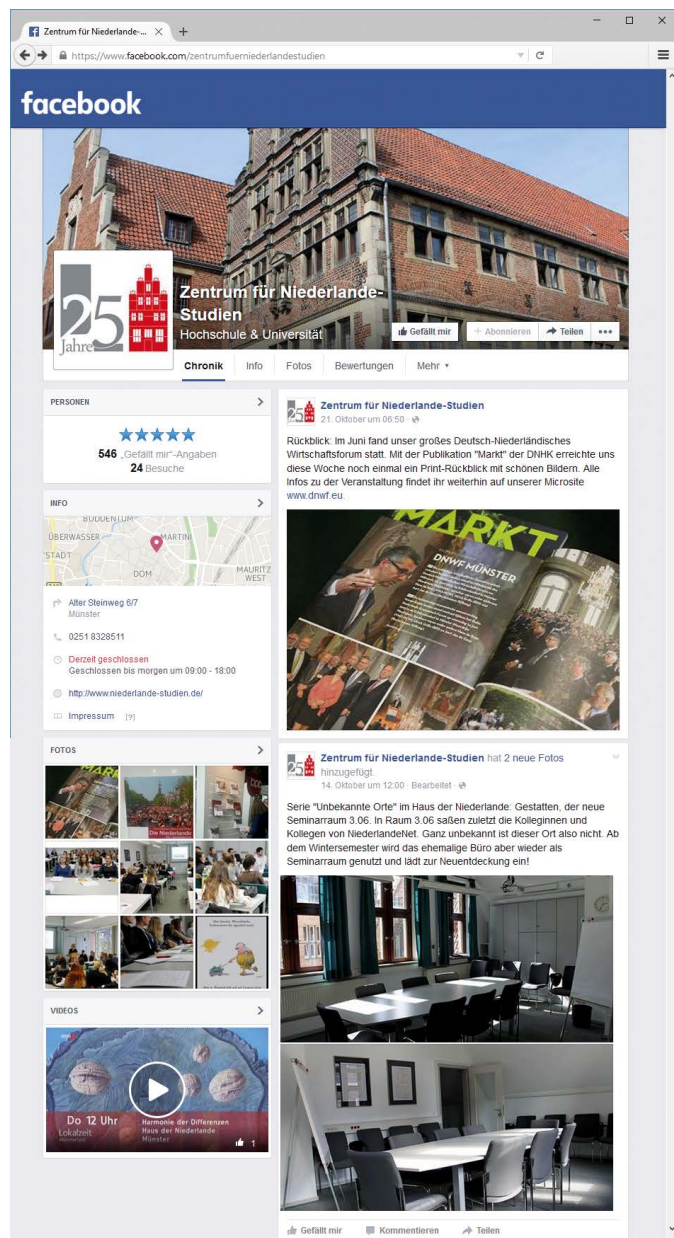 Zentrum für Niederlande-...
https://www.facebook.com/zentrumfuerniederlandestudien
facebook
25
Jahre
Zentrum für Niederlande-
Studien
Hochschule & Universität
Gefällt mir
+ Abonnieren
Teilen
Chronik
Info
Fotos
Bewertungen
Mehr
PERSONEN
546 „Gefällt mir“-Angaben
24 Besuche
INFO
BUDDENTUM
ÜBERWASSER
MARTINI
STADT
DOM
MAURITZ
WEST
Alter Steinweg 6/7
Münster
0251 8328511
Derzeit geschlossen
Geschlossen bis morgen um 09:00 - 18:00
http://www.niederlande-studien.de/
Impressum [?]
FOTOS
MARKT
Die Niederlande
VIDEOS
Do 12 Uhr
Lokalzeit
Harmonie der Differenzen
Haus der Niederlande
Münster
1
Zentrum für Niederlande-Studien
21. Oktober um 06:50 ·
Rückblick: Im Juni fand unser großes Deutsch-Niederländisches
Wirtschaftsforum statt. Mit der Publikation "Markt" der DNHK erreichte uns
diese Woche noch einmal ein Print-Rückblick mit schönen Bildern. Alle
Infos zu der Veranstaltung findet ihr weiterhin auf unserer Microsite
www.dnwf.eu.
MARKT
DNWF MÜNSTER
Zentrum für Niederlande-Studien hat 2 neue Fotos
hinzugefügt.
14. Oktober um 12:00 · Bearbeitet ·
Serie "Unbekannte Orte" im Haus der Niederlande: Gestatten, der neue
Seminarraum 3.06. In Raum 3.06 saßen zuletzt die Kolleginnen und
Kollegen von NiederlandeNet. Ganz unbekannt ist dieser Ort also nicht. Ab
dem Wintersemester wird das ehemalige Büro aber wieder als
Seminarraum genutzt und lädt zur Neuentdeckung ein!
Gefällt mir
Kommentieren
Teilen